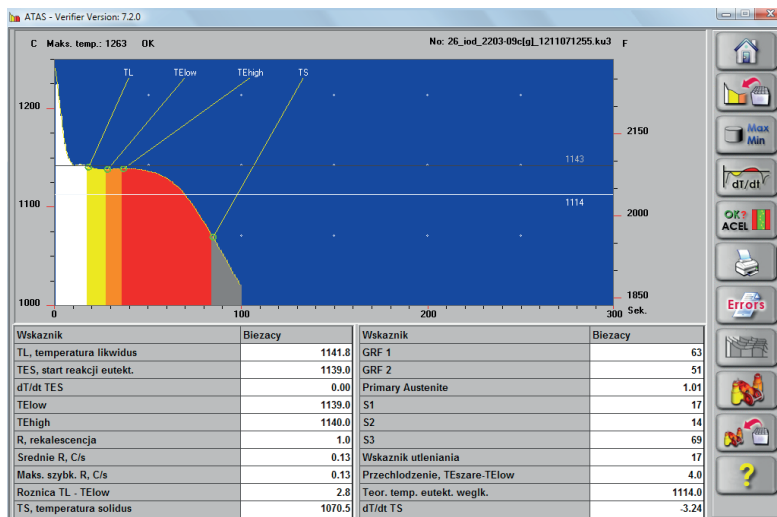 ATAS - Verifier Version: 7.2.0
C Maks. temp.: 1263 OK No: 26_iod_2203-09c[g]_1211071255.ku3 F
TL TElow TEhigh TS
1200
2150
1143
1100
1114
2000
1000
1850
0 100 200 300 Sek.
Max
Min
dT/dt
OK?
ACEL
Errors
?
Wskaznik Biezacy Wskaznik Biezacy
TL, temperatura likwidus 1141.8 GRF 1 63
TES, start reakcji eutekt. 1139.0 GRF 2 51
dT/dt TES 0.00 Primary Austenite 1.01
TElow 1139.0 S1 17
TEhigh 1140.0 S2 14
R, rekalescencja 1.0 S3 69
Srednie R, C/s 0.13 Wskaznik utleniania 17
Maks. szybk. R, C/s 0.13 Przechlodzenie, TEszare-TElow 4.0
Roznica TL - TElow 2.8 Teor. temp. eutekt. weglk. 1114.0
TS, temperatura solidus 1070.5 dT/dt TS -3.24